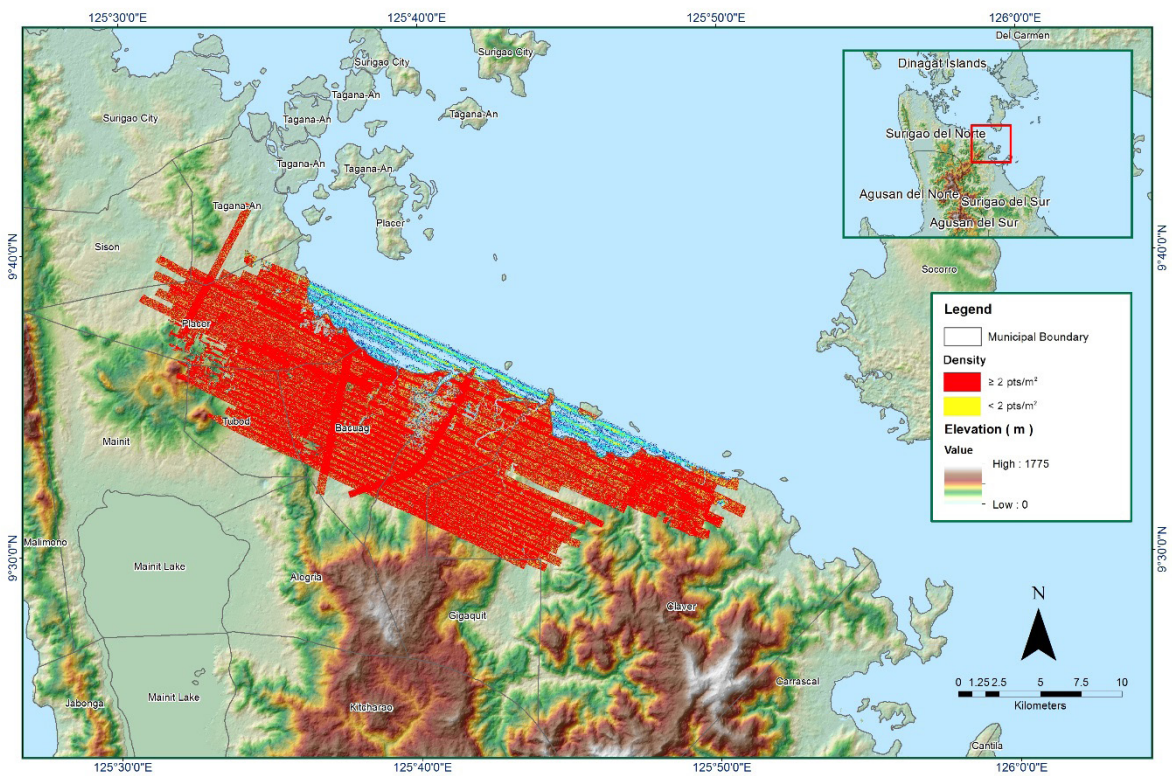 125°30'0"E
125°40'0"E
125°50'0"E
126°0'0"E
Del Carmen
Surigao City
Surigao City
Dinagat Islands
Tagana-An
Tagana-An
Tagana-An
Surigao City
Surigao del Norte
Tagana-An
Tagana-An
Agusan del Norte
Surigao del Sur
Tagana-An
Placer
Agusan del Sur
Sison
9°40'0"N
9°40'0"N
Socorro
Legend
Municipal Boundary
Placer
Density
≥ 2 pts/m²
< 2 pts/m²
Tubod
Bacuag
Elevation ( m )
Mainit
Value
High : 1775
Low : 0
Malimono
9°30'0"N
9°30'0"N
Mainit Lake
Alegria
Gigaquit
Claver
N
Carrascal
Mainit Lake
Jabonga
Kitcharao
0 1.25 2.5 5 7.5 10
Kilometers
Cantila
125°30'0"E
125°40'0"E
125°50'0"E
126°0'0"E